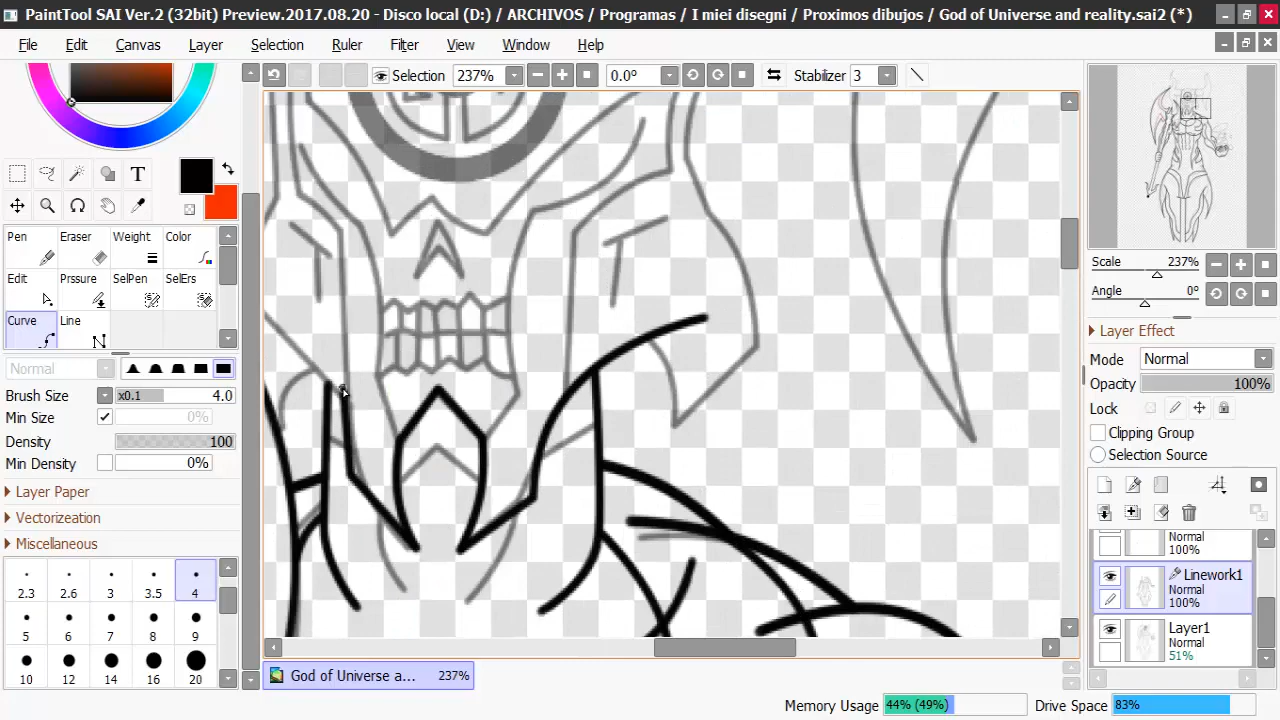 PaintTool SAI Ver.2 (32bit) Preview.2017.08.20 - Disco local (D:) / ARCHIVOS / Programas / I miei disegni / Proximos dibujos / God of Universe and reality.sai2 (*)
File Edit Canvas Layer Selection Ruler Filter View Window Help
Selection 237% 0.0° Stabilizer 3
T
Pen Eraser Weight Color
Edit Prssure SelPen SelErs
Curve Line
Normal
Brush Size x0.1 4.0
Min Size 0%
Density 100
Min Density 0%
Layer Paper
Vectorization
Miscellaneous
2.3 2.6 3 3.5 4
5 6 7 8 9
10 12 14 16 20
Scale 237%
Angle 0°
Layer Effect
Mode Normal
Opacity 100%
Lock
Clipping Group
Selection Source
Normal
100%
Linework1
Normal
100%
Layer1
Normal
51%
God of Universe a... 237%
Memory Usage 44% (49%) Drive Space 83%